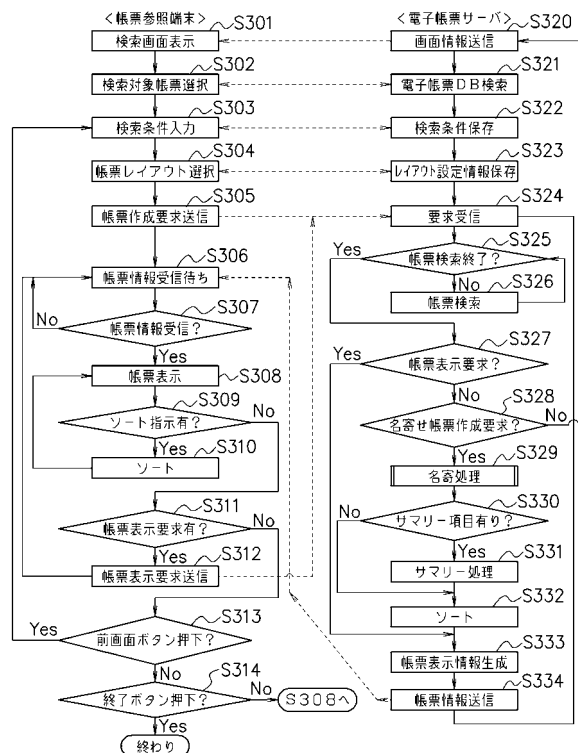 <帳票参照端末>
S301
検索画面表示
S302
検索対象帳票選択
S303
検索条件入力
S304
帳票レイアウト選択
S305
帳票作成要求送信
S306
帳票情報受信待ち
S307
帳票情報受信？
No
Yes
S308
帳票表示
S309
ソート指示有？
No
Yes
S310
ソート
S311
帳票表示要求有？
No
Yes
S312
帳票表示要求送信
S313
前画面ボタン押下？
Yes
No
S314
終了ボタン押下？
No
S308へ
Yes
終わり
<電子帳票サーバ>
S320
画面情報送信
S321
電子帳票DB検索
S322
検索条件保存
S323
レイアウト設定情報保存
S324
要求受信
S325
帳票検索終了？
Yes
No
S326
帳票検索
S327
帳票表示要求？
Yes
No
S328
名寄せ帳票作成要求？
No
Yes
S329
名寄処理
S330
サマリー項目有り？
No
Yes
S331
サマリー処理
S332
ソート
S333
帳票表示情報生成
S334
帳票情報送信